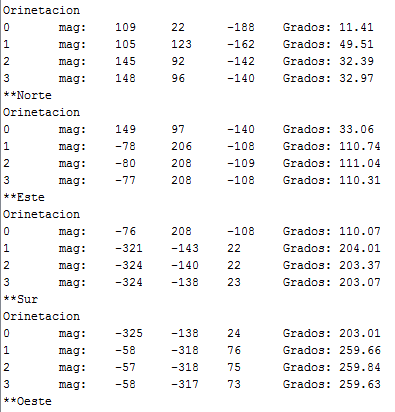 Orinetacion
0 mag: 109 22 -188 Grados: 11.41
1 mag: 105 123 -162 Grados: 49.51
2 mag: 145 92 -142 Grados: 32.39
3 mag: 148 96 -140 Grados: 32.97
**Norte
Orinetacion
0 mag: 149 97 -140 Grados: 33.06
1 mag: -78 206 -108 Grados: 110.74
2 mag: -80 208 -109 Grados: 111.04
3 mag: -77 208 -108 Grados: 110.31
**Este
Orinetacion
0 mag: -76 208 -108 Grados: 110.07
1 mag: -321 -143 22 Grados: 204.01
2 mag: -324 -140 22 Grados: 203.37
3 mag: -324 -138 23 Grados: 203.07
**Sur
Orinetacion
0 mag: -325 -138 24 Grados: 203.01
1 mag: -58 -318 76 Grados: 259.66
2 mag: -57 -318 75 Grados: 259.84
3 mag: -58 -317 73 Grados: 259.63
**Oeste